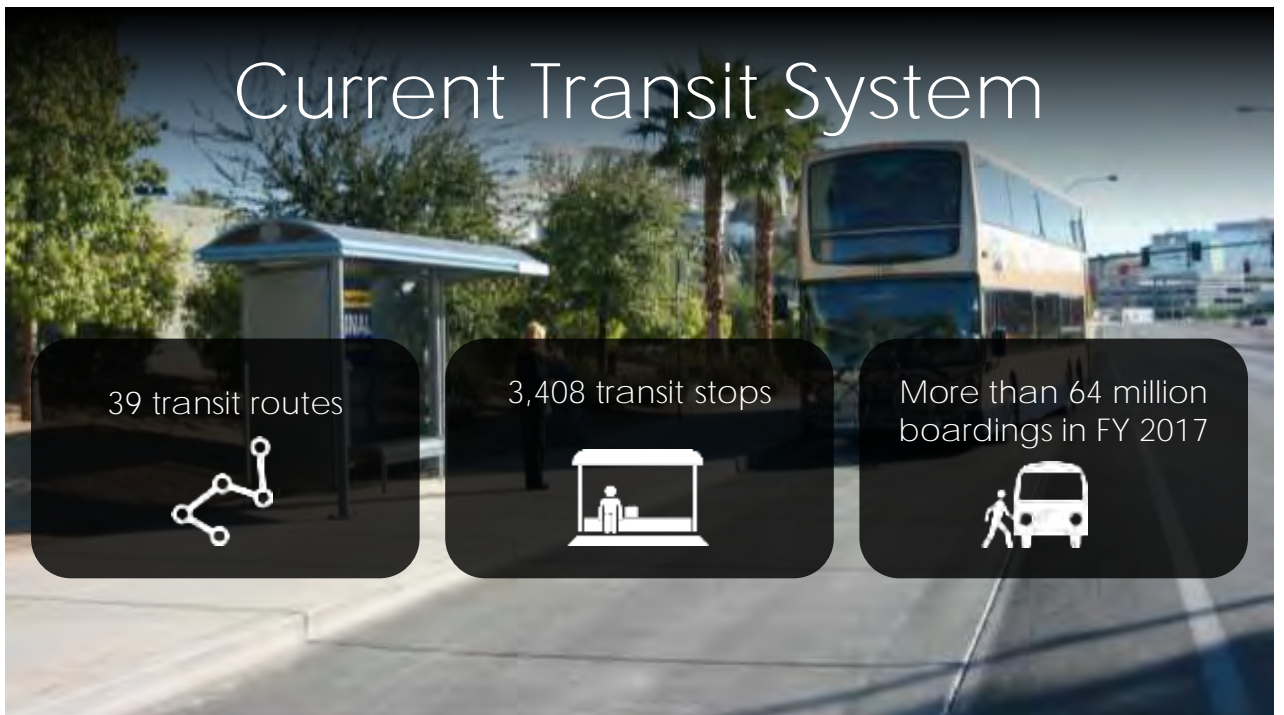 Current Transit System
39 transit routes
3,408 transit stops
More than 64 million
boardings in FY 2017